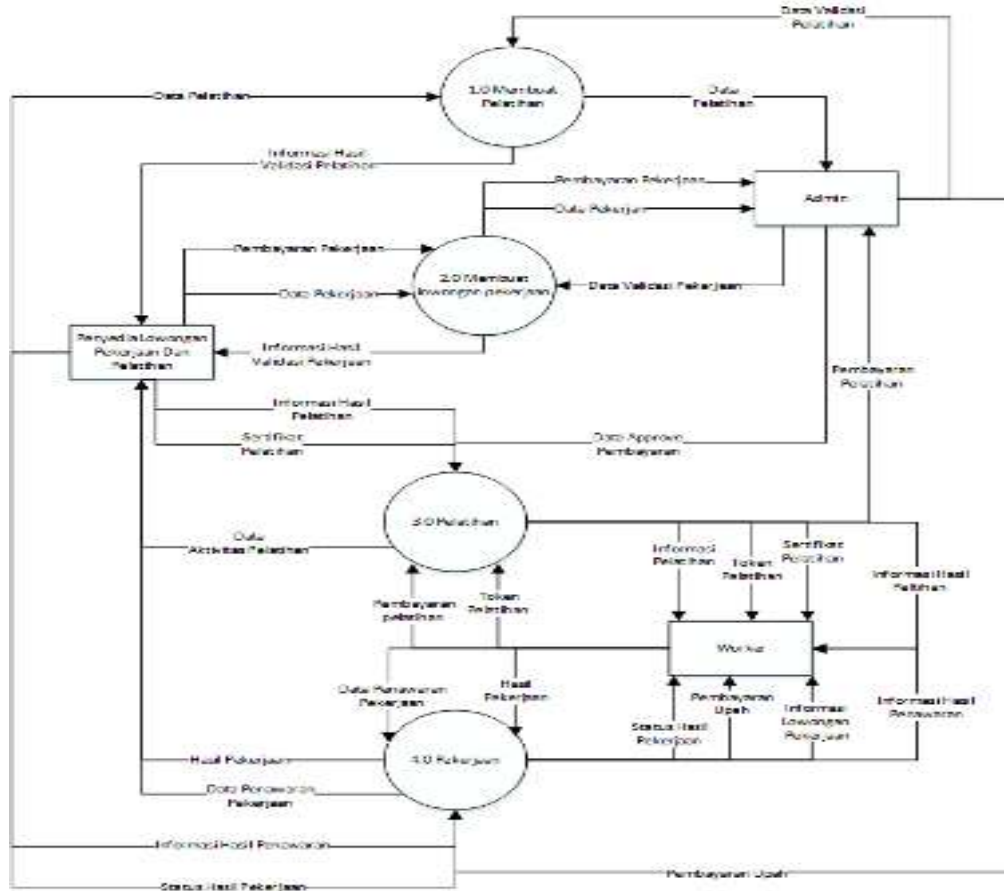 Data Validasi
Pelatihan
1.0 Membuat
Pelatihan
Data Pelatihan
Data
Pelatihan
Informasi Hasil
Validasi Pelatihan
Pembayaran Pekerjaan
Data Pekerjan
Admin
Pembayaran Pekerjaan
2.0 Membuat
lowongan pekerjaan
Data Pekerjaan
Data Validasi Pekerjaan
Penyedia Lowongan
Pekerjaan Dan
Pelatihan
Informasi Hasil
Validasi Pekerjaan
Pembayaran
Pelatihan
Informasi Hasil
Pelatihan
Sertifikat
Pelatihan
Data Approve
Pembayaran
3.0 Pelatihan
Data
Aktivitas Pelatihan
Informasi
Pelatihan
Token
Pelatihan
Sertifikat
Pelatihan
Informasi Hasil
Peltihan
Pembayaran
pelatihan
Token
Pelatihan
Worker
Data Penawaran
Pekerjaan
Hasil
Pekerjaan
Status Hasil
Pekerjaan
Pembayaran
Upah
Informasi
Lowongan
Pekerjaan
Informasi Hasil
Penawaran
4.0 Pekerjaan
Hasil Pekerjaan
Data Penawaran
Pekerjaan
Informasi Hasil Penawaran
Status Hasil Pekerjaan
Pembayaran Upah